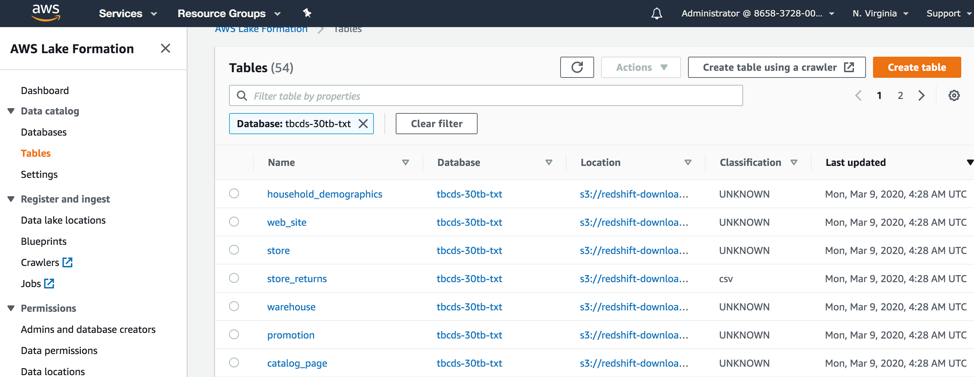 aws Services Resource Groups Administrator @ 8658-3728-00... N. Virginia Support
AWS Lake Formation
Dashboard
Data catalog
Databases
Tables
Settings
Register and ingest
Data lake locations
Blueprints
Crawlers
Jobs
Permissions
Admins and database creators
Data permissions
Data locations
AWS Lake Formation > Tables
Tables (54) Actions Create table using a crawler Create table
Filter table by properties 1 2
Database: tbcds-30tb-txt Clear filter
Name Database Location Classification Last updated
household_demographics tbcds-30tb-txt s3://redshift-downloa... UNKNOWN Mon, Mar 9, 2020, 4:28 AM UTC
web_site tbcds-30tb-txt s3://redshift-downloa... UNKNOWN Mon, Mar 9, 2020, 4:28 AM UTC
store tbcds-30tb-txt s3://redshift-downloa... UNKNOWN Mon, Mar 9, 2020, 4:28 AM UTC
store_returns tbcds-30tb-txt s3://redshift-downloa... csv Mon, Mar 9, 2020, 4:28 AM UTC
warehouse tbcds-30tb-txt s3://redshift-downloa... UNKNOWN Mon, Mar 9, 2020, 4:28 AM UTC
promotion tbcds-30tb-txt s3://redshift-downloa... UNKNOWN Mon, Mar 9, 2020, 4:28 AM UTC
catalog_page tbcds-30tb-txt s3://redshift-downloa... UNKNOWN Mon, Mar 9, 2020, 4:28 AM UTC